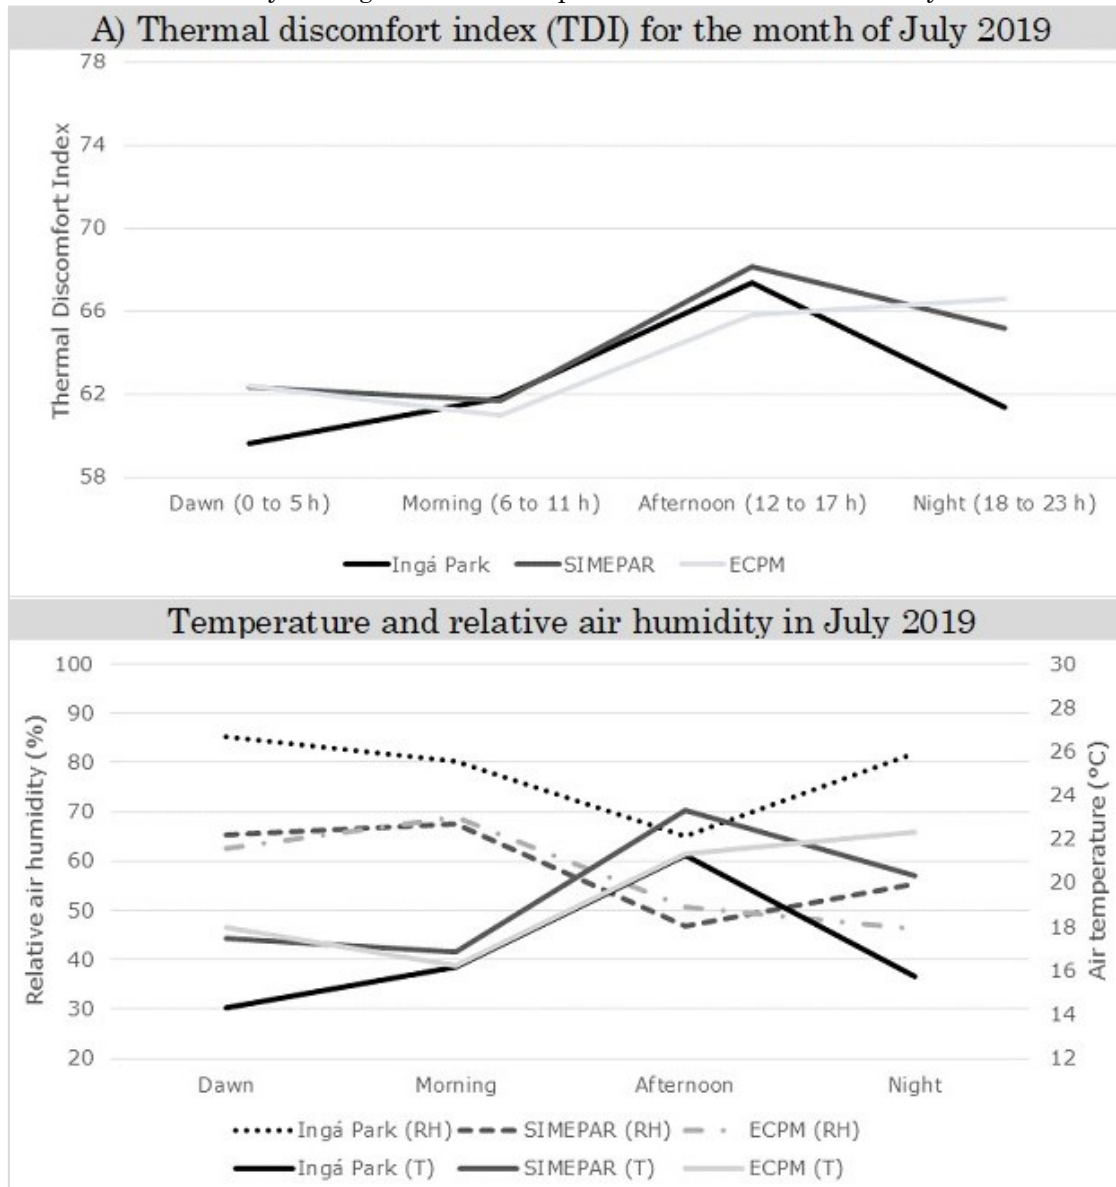 A) Thermal discomfort index (TDI) for the month of July 2019
78
74
70
66
62
58
Thermal Discomfort Index
Dawn (0 to 5 h) Morning (6 to 11 h) Afternoon (12 to 17 h) Night (18 to 23 h)
Ingá Park SIMEPAR ECPM
Temperature and relative air humidity in July 2019
100
90
80
70
60
50
40
30
20
Relative air humidity (%)
30
28
26
24
22
20
18
16
14
12
Air temperature (°C)
Dawn Morning Afternoon Night
Ingá Park (RH) SIMEPAR (RH) ECPM (RH)
Ingá Park (T) SIMEPAR (T) ECPM (T)